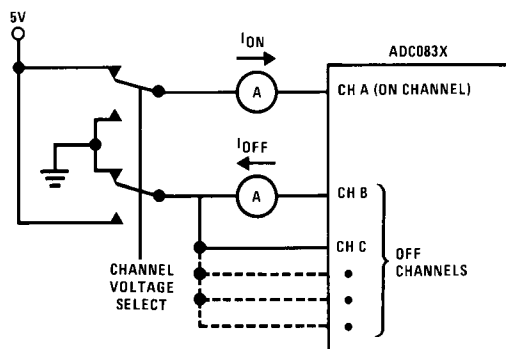 5V
ION
ADC083X
A
CH A (ON CHANNEL)
IOFF
A
CH B
CH C
OFF
CHANNELS
CHANNEL
VOLTAGE
SELECT